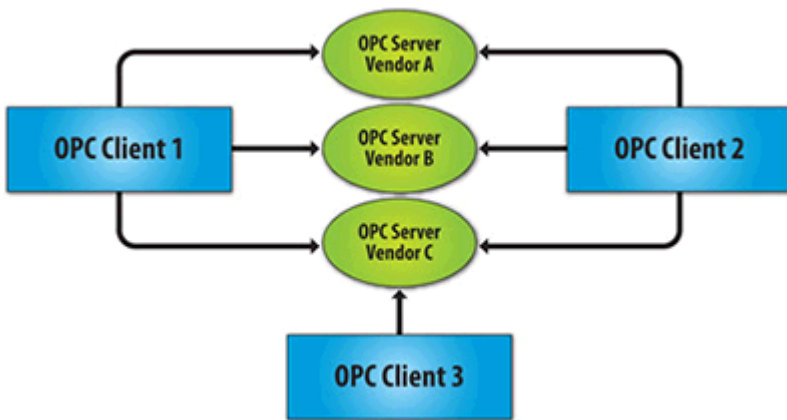 OPC Server
Vendor A
OPC Client 1
OPC Server
Vendor B
OPC Client 2
OPC Server
Vendor C
OPC Client 3